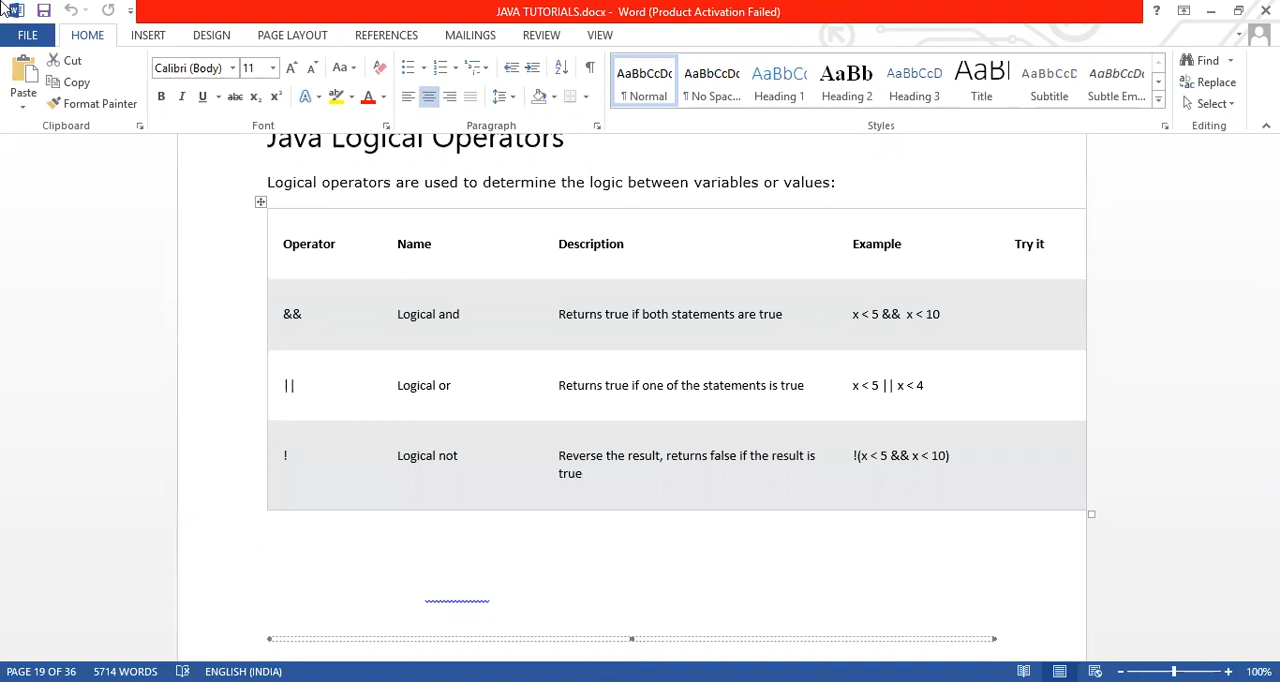 JAVA TUTORIALS.docx - Word (Product Activation Failed)
FILE HOME INSERT DESIGN PAGE LAYOUT REFERENCES MAILINGS REVIEW VIEW
Paste
Cut
Copy
Format Painter
Clipboard
Calibri (Body) 11
Font
Paragraph
AaBbCcDc AaBbCcDc AaBbCc AaBb AaBbCcD AaBl AaBbCcD AaBbCcDc
¶ Normal ¶ No Spac... Heading 1 Heading 2 Heading 3 Title Subtitle Subtle Em...
Styles
Find
Replace
Select
Editing
Java Logical Operators
Logical operators are used to determine the logic between variables or values:
Operator Name Description Example Try it
&& Logical and Returns true if both statements are true x < 5 && x < 10
|| Logical or Returns true if one of the statements is true x < 5 || x < 4
! Logical not Reverse the result, returns false if the result is true !(x < 5 && x < 10)
PAGE 19 OF 36 5714 WORDS ENGLISH (INDIA) 100%